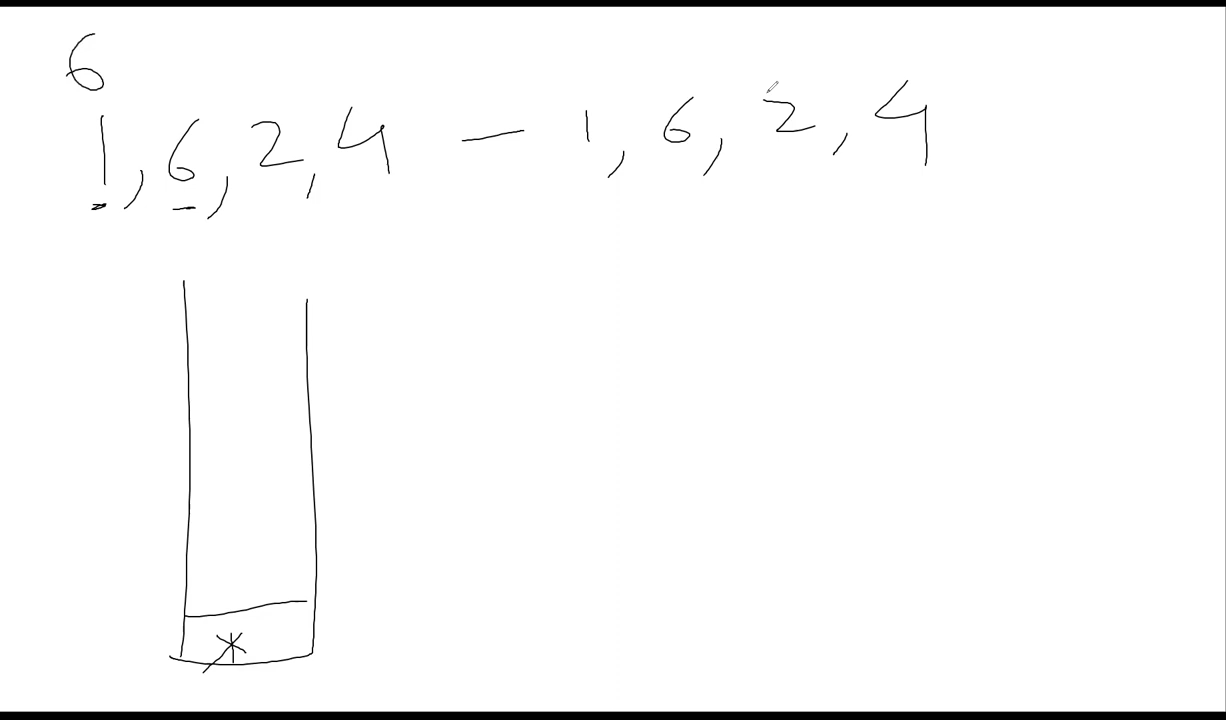 6
1, 6, 2, 4 — 1, 6, 2, 4